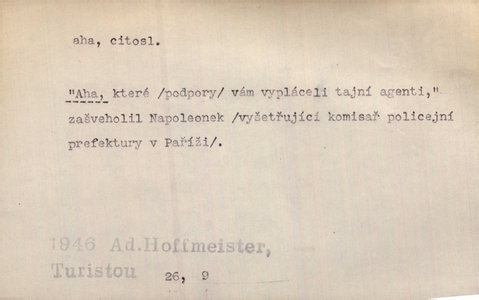 aha, citosl.
"Aha, které /podpory/ vám vypláceli tajní agenti,"
zašveholil Napoleonek /vyšetřující komisař policejní
prefektury v Paříži/.
1946 Ad.Hoffmeister,
Turistou 26, 9